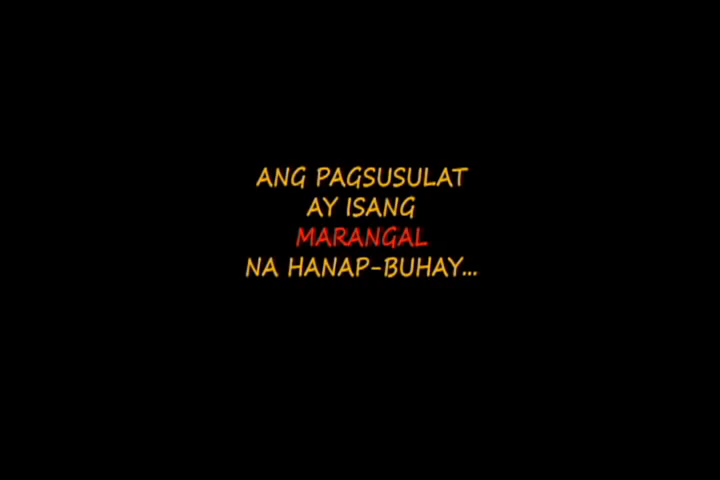 ANG PAGSUSULAT
AY ISANG
MARANGAL
NA HANAP-BUHAY...